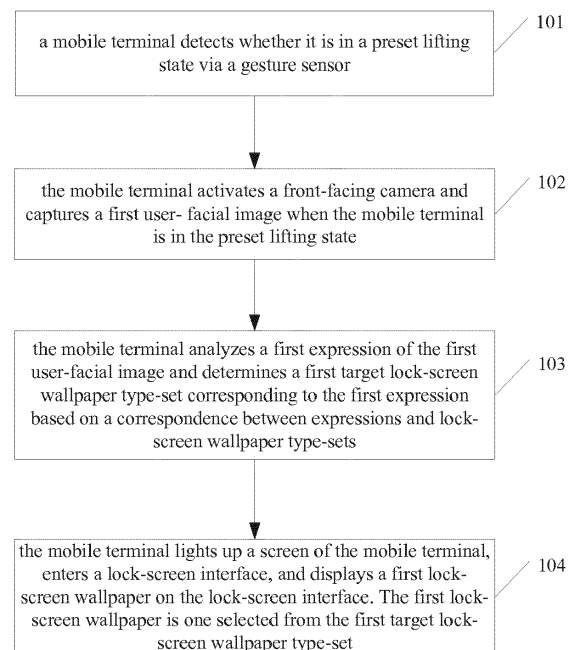 101
a mobile terminal detects whether it is in a preset lifting
state via a gesture sensor
102
the mobile terminal activates a front-facing camera and
captures a first user- facial image when the mobile terminal
is in the preset lifting state
103
the mobile terminal analyzes a first expression of the first
user-facial image and determines a first target lock-screen
wallpaper type-set corresponding to the first expression
based on a correspondence between expressions and lock-
screen wallpaper type-sets
104
the mobile terminal lights up a screen of the mobile terminal,
enters a lock-screen interface, and displays a first lock-
screen wallpaper on the lock-screen interface. The first lock-
screen wallpaper is one selected from the first target lock-
screen wallpaper type-set